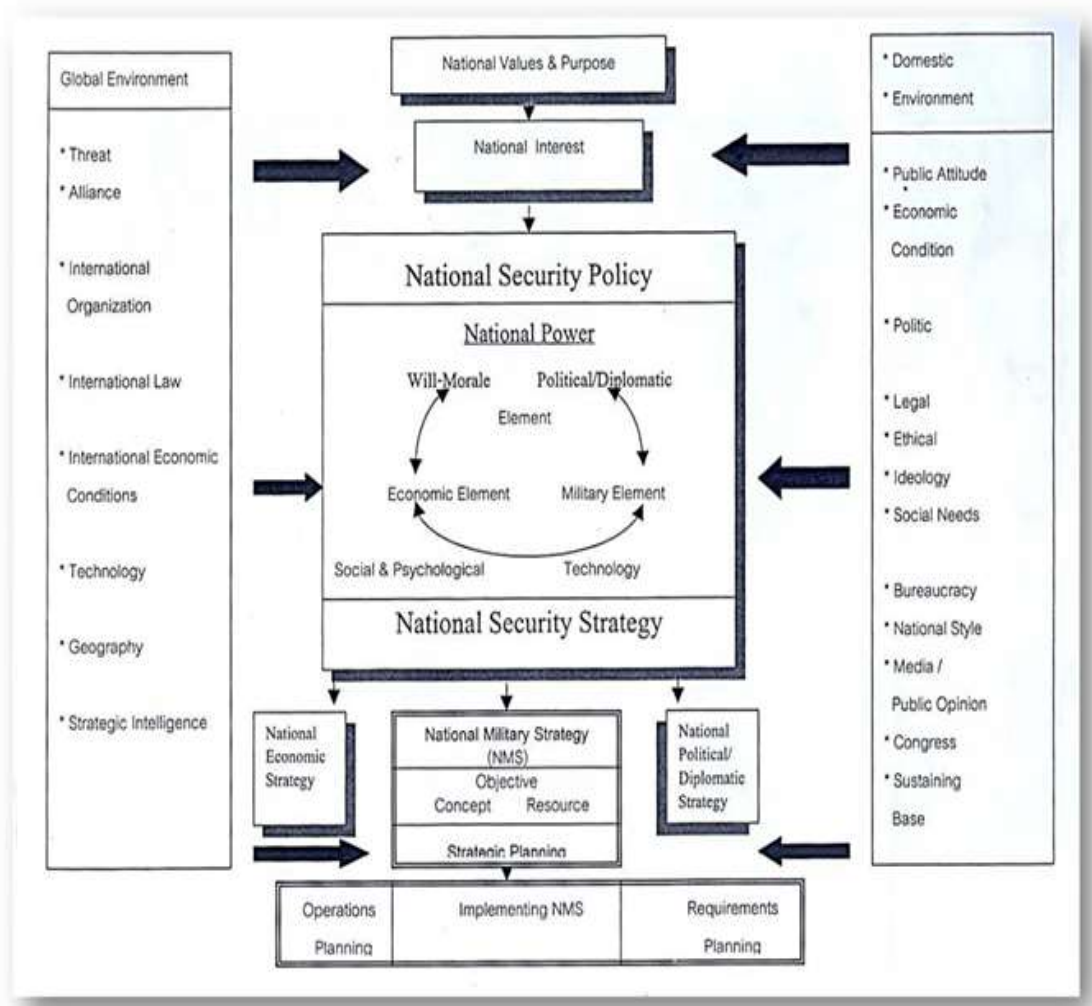 Global Environment
* Threat
* Alliance
* International
Organization
* International Law
* International Economic
Conditions
* Technology
* Geography
* Strategic Intelligence
National Values & Purpose
National Interest
National Security Policy
National Power
Will-Morale Political/Diplomatic
Element
Economic Element Military Element
Social & Psychological Technology
National Security Strategy
National
Economic
Strategy
National Military Strategy
(NMS)
Objective
Concept Resource
Strategic Planning
National
Political/
Diplomatic
Strategy
Operations
Planning
Implementing NMS
Requirements
Planning
* Domestic
* Environment
* Public Attitude
* Economic
Condition
* Politic
* Legal
* Ethical
* Ideology
* Social Needs
* Bureaucracy
* National Style
* Media /
Public Opinion
* Congress
* Sustaining
Base